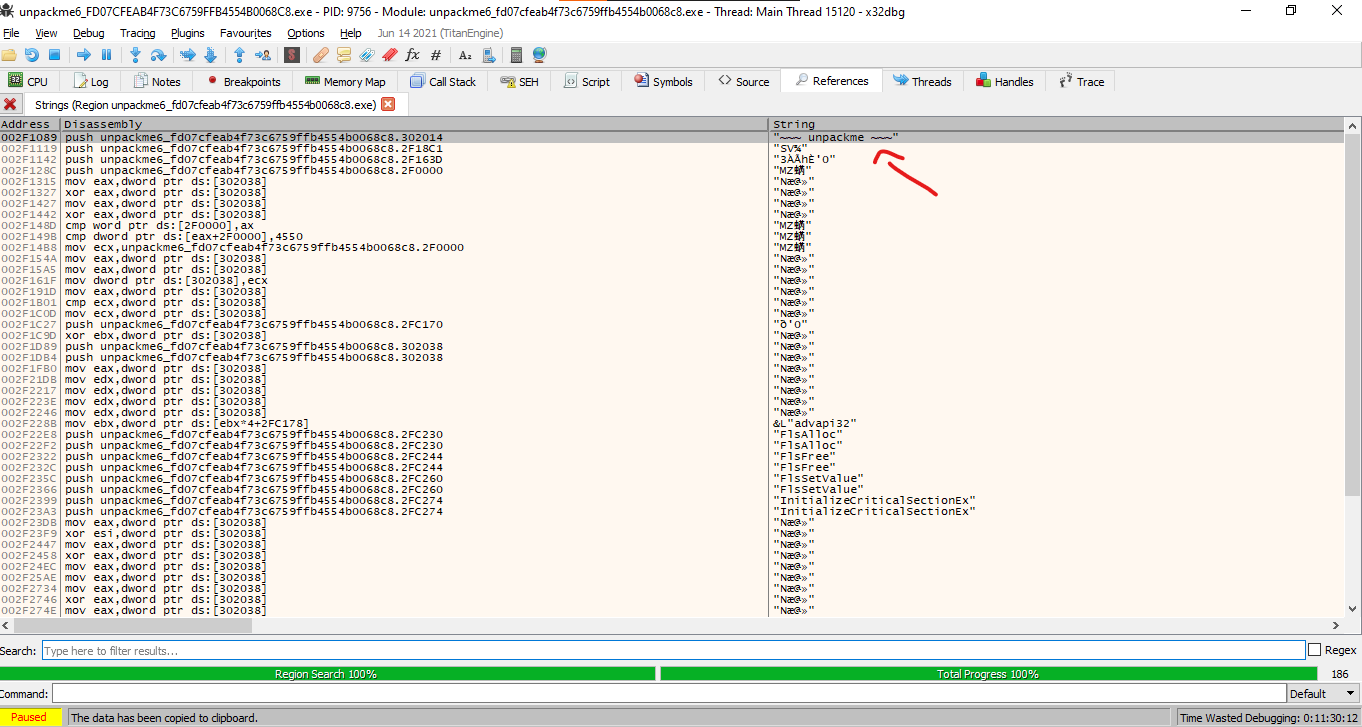 unpackme6_FD07CFEAB4F73C6759FFB4554B0068C8.exe - PID: 9756 - Module: unpackme6_fd07cfeab4f73c6759ffb4554b0068c8.exe - Thread: Main Thread 15120 - x32dbg
File View Debug Tracing Plugins Favourites Options Help Jun 14 2021 (TitanEngine)
CPU Log Notes Breakpoints Memory Map Call Stack SEH Script Symbols Source References Threads Handles Trace
Strings (Region unpackme6_fd07cfeab4f73c6759ffb4554b0068c8.exe)
Address Disassembly String
002F1089 push unpackme6_fd07cfeab4f73c6759ffb4554b0068c8.302014 "~~~ unpackme ~~~"
002F1119 push unpackme6_fd07cfeab4f73c6759ffb4554b0068c8.2F18C1 "SV¾"
002F1142 push unpackme6_fd07cfeab4f73c6759ffb4554b0068c8.2F163D "3ÀÃhÈ'0"
002F128C push unpackme6_fd07cfeab4f73c6759ffb4554b0068c8.2F0000
002F1315 mov eax,dword ptr ds:[302038] "Næ@»"
002F1327 xor eax,dword ptr ds:[302038] "Næ@»"
002F1427 mov eax,dword ptr ds:[302038] "Næ@»"
002F1442 xor eax,dword ptr ds:[302038] "Næ@»"
002F148D cmp word ptr ds:[2F0000],ax
002F149B cmp dword ptr ds:[eax+2F0000],4550
002F14B8 mov ecx,unpackme6_fd07cfeab4f73c6759ffb4554b0068c8.2F0000
002F154A mov eax,dword ptr ds:[302038] "Næ@»"
002F15A5 mov eax,dword ptr ds:[302038] "Næ@»"
002F161F mov dword ptr ds:[302038],ecx "Næ@»"
002F191D mov eax,dword ptr ds:[302038] "Næ@»"
002F1B01 cmp ecx,dword ptr ds:[302038] "Næ@»"
002F1C0D mov ecx,dword ptr ds:[302038] "Næ@»"
002F1C27 push unpackme6_fd07cfeab4f73c6759ffb4554b0068c8.2FC170
002F1C9D xor ebx,dword ptr ds:[302038] "Næ@»"
002F1D89 push unpackme6_fd07cfeab4f73c6759ffb4554b0068c8.302038 "Næ@»"
002F1DB4 push unpackme6_fd07cfeab4f73c6759ffb4554b0068c8.302038 "Næ@»"
002F1FB0 mov eax,dword ptr ds:[302038] "Næ@»"
002F21DB mov edx,dword ptr ds:[302038] "Næ@»"
002F2217 mov edx,dword ptr ds:[302038] "Næ@»"
002F223E mov edx,dword ptr ds:[302038] "Næ@»"
002F2246 mov edx,dword ptr ds:[302038] "Næ@»"
002F228B mov ebx,dword ptr ds:[ebx*4+2FC178] &L"advapi32"
002F22E8 push unpackme6_fd07cfeab4f73c6759ffb4554b0068c8.2FC230 "FlsAlloc"
002F22F2 push unpackme6_fd07cfeab4f73c6759ffb4554b0068c8.2FC230 "FlsAlloc"
002F2322 push unpackme6_fd07cfeab4f73c6759ffb4554b0068c8.2FC244 "FlsFree"
002F232C push unpackme6_fd07cfeab4f73c6759ffb4554b0068c8.2FC244 "FlsFree"
002F235C push unpackme6_fd07cfeab4f73c6759ffb4554b0068c8.2FC260 "FlsSetValue"
002F2366 push unpackme6_fd07cfeab4f73c6759ffb4554b0068c8.2FC260 "FlsSetValue"
002F2399 push unpackme6_fd07cfeab4f73c6759ffb4554b0068c8.2FC274 "InitializeCriticalSectionEx"
002F23A3 push unpackme6_fd07cfeab4f73c6759ffb4554b0068c8.2FC274 "InitializeCriticalSectionEx"
002F23DB mov eax,dword ptr ds:[302038] "Næ@»"
002F23F9 xor esi,dword ptr ds:[302038] "Næ@»"
002F2447 mov eax,dword ptr ds:[302038] "Næ@»"
002F2458 xor eax,dword ptr ds:[302038] "Næ@»"
002F24EC mov eax,dword ptr ds:[302038] "Næ@»"
002F25AE mov eax,dword ptr ds:[302038] "Næ@»"
002F2734 mov eax,dword ptr ds:[302038] "Næ@»"
002F2746 xor eax,dword ptr ds:[302038] "Næ@»"
002F274E mov eax,dword ptr ds:[302038] "Næ@»"
Search: Type here to filter results... Regex
Region Search 100% Total Progress 100% 186
Command: Default
Paused The data has been copied to clipboard. Time Wasted Debugging: 0:11:30:12